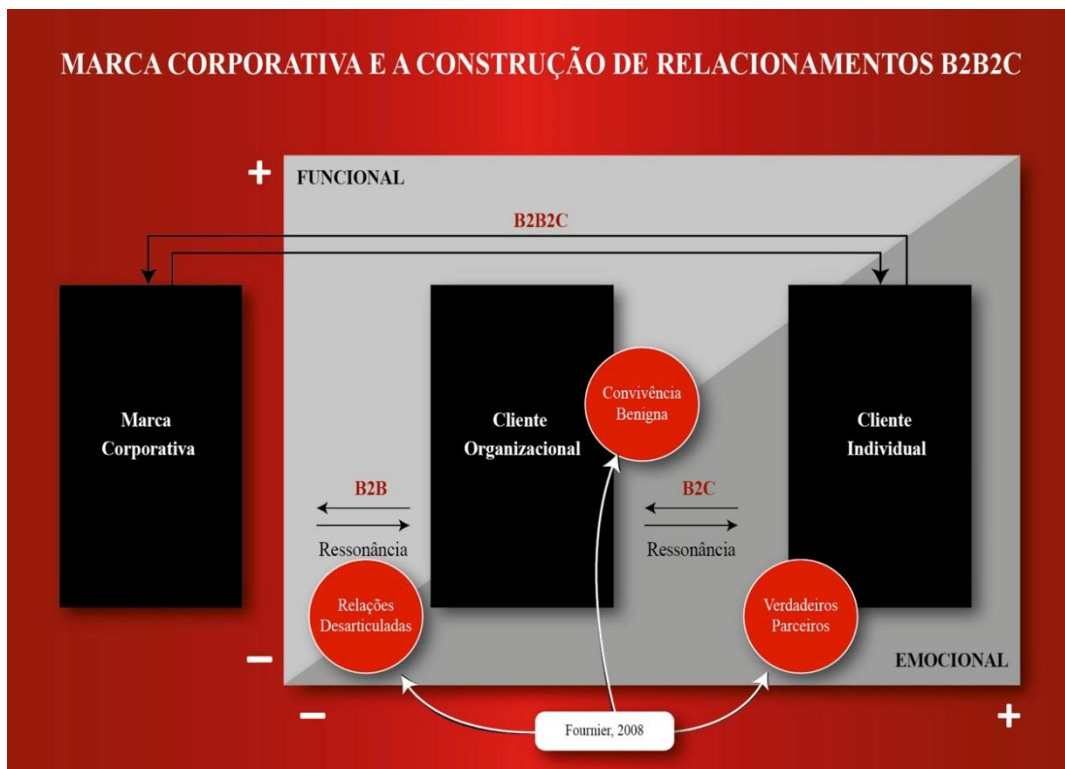 MARCA CORPORATIVA E A CONSTRUÇÃO DE RELACIONAMENTOS B2B2C
+
FUNCIONAL
B2B2C
Marca
Corporativa
Cliente
Organizacional
Convivência
Benigna
Cliente
Individual
B2B
Ressonância
B2C
Ressonância
Relações
Desarticuladas
Verdadeiros
Parceiros
−
EMOCIONAL
−
+
Fournier, 2008